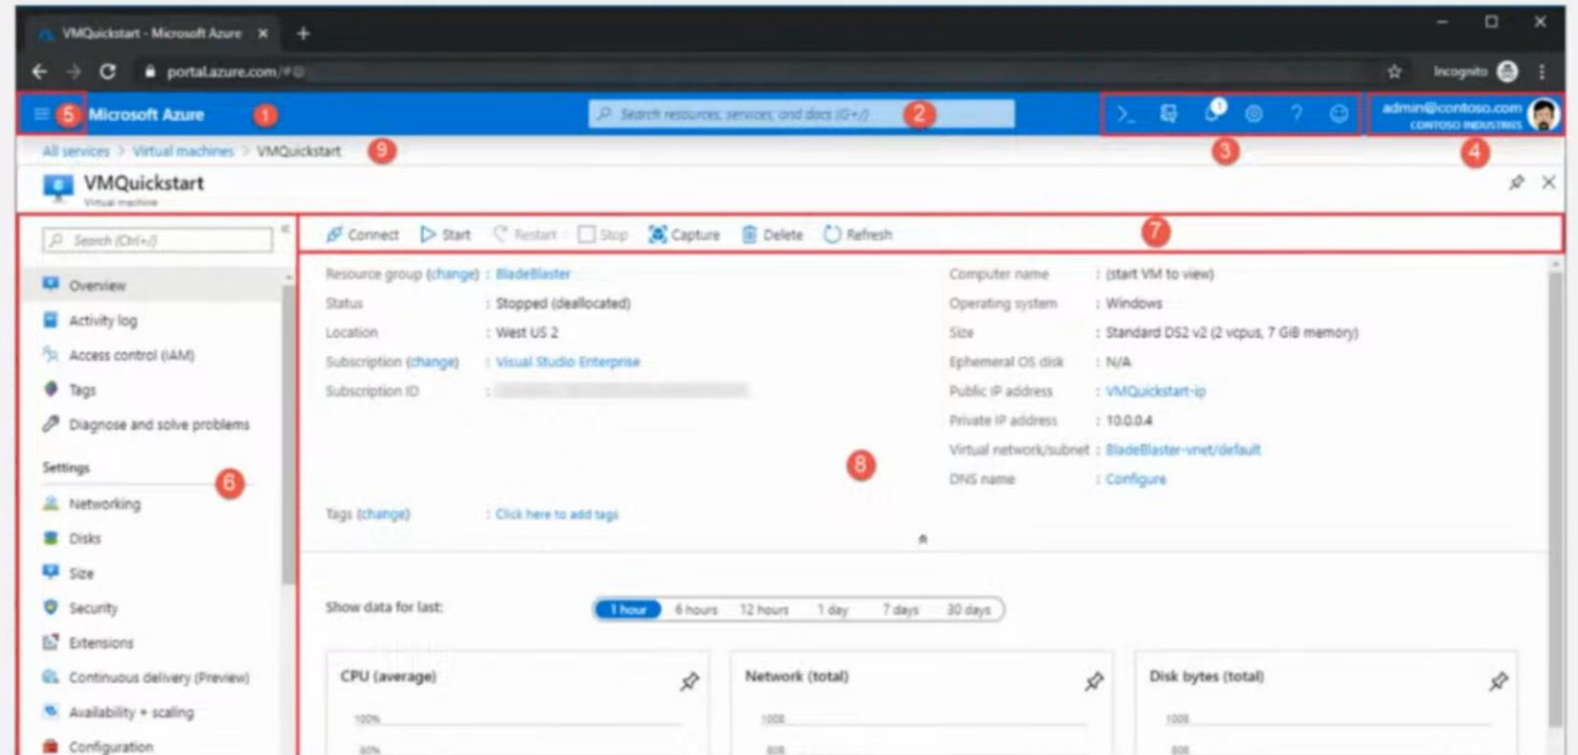 VMQuickstart - Microsoft Azure
portal.azure.com/#@
Incognito
5 Microsoft Azure 1
Search resources, services, and docs (G+/) 2
1
admin@contoso.com
CONTOSO INDUSTRIES
3
4
All services > Virtual machines > VMQuickstart 9
VMQuickstart
Virtual machine
Search (Ctrl+/)
Connect Start Restart Stop Capture Delete Refresh 7
Overview
Activity log
Access control (IAM)
Tags
Diagnose and solve problems
Settings
6
Networking
Disks
Size
Security
Extensions
Continuous delivery (Preview)
Availability + scaling
Configuration
Resource group (change) : BladeBlaster
Status : Stopped (deallocated)
Location : West US 2
Subscription (change) : Visual Studio Enterprise
Subscription ID :
Tags (change) : Click here to add tags
Computer name : (start VM to view)
Operating system : Windows
Size : Standard DS2 v2 (2 vcpus, 7 GiB memory)
Ephemeral OS disk : N/A
Public IP address : VMQuickstart-ip
Private IP address : 10.0.0.4
Virtual network/subnet : BladeBlaster-vnet/default
DNS name : Configure
8
Show data for last: 1 hour 6 hours 12 hours 1 day 7 days 30 days
CPU (average)
100%
80%
Network (total)
100B
80B
Disk bytes (total)
100B
80B